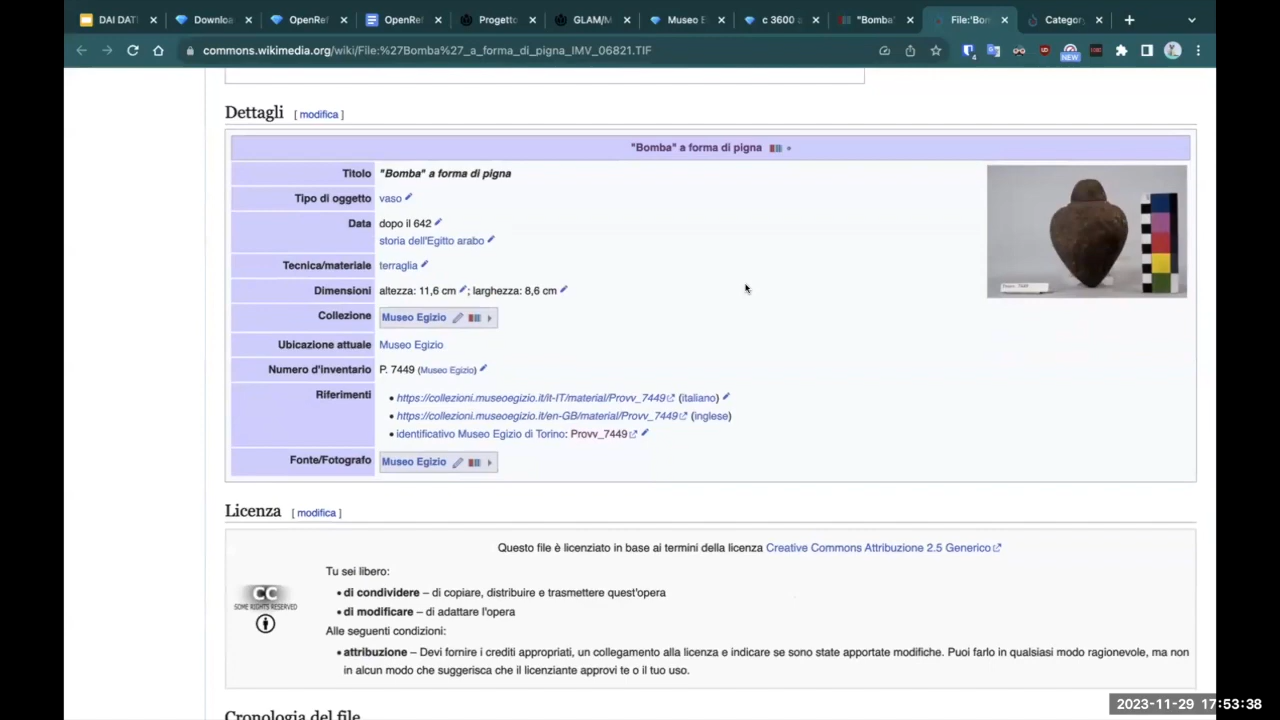 DAI DAT
Downloa
OpenRef
OpenRef
Progetto
GLAM/M
Museo E
c 3600
"Bomba"
File:'Bom
Categor
commons.wikimedia.org/wiki/File:%27Bomba%27_a_forma_di_pigna_IMV_06821.TIF
4
NEW
Dettagli [ modifica ]
"Bomba" a forma di pigna
Titolo "Bomba" a forma di pigna
Tipo di oggetto vaso
Data dopo il 642
storia dell'Egitto arabo
Tecnica/materiale terraglia
Dimensioni altezza: 11,6 cm ; larghezza: 8,6 cm
Collezione Museo Egizio
Ubicazione attuale Museo Egizio
Numero d'inventario P. 7449 (Museo Egizio)
Riferimenti • https://collezioni.museoegizio.it/it-IT/material/Provv_7449 (italiano)
• https://collezioni.museoegizio.it/en-GB/material/Provv_7449 (inglese)
• identificativo Museo Egizio di Torino: Provv_7449
Fonte/Fotografo Museo Egizio
Licenza [ modifica ]
Questo file è licenziato in base ai termini della licenza Creative Commons Attribuzione 2.5 Generico
CC
SOME RIGHTS RESERVED
Tu sei libero:
• di condividere – di copiare, distribuire e trasmettere quest'opera
• di modificare – di adattare l'opera
Alle seguenti condizioni:
• attribuzione – Devi fornire i crediti appropriati, un collegamento alla licenza e indicare se sono state apportate modifiche. Puoi farlo in qualsiasi modo ragionevole, ma non
in alcun modo che suggerisca che il licenziante approvi te o il tuo uso.
Cronologia del file
2023-11-29 17:53:38